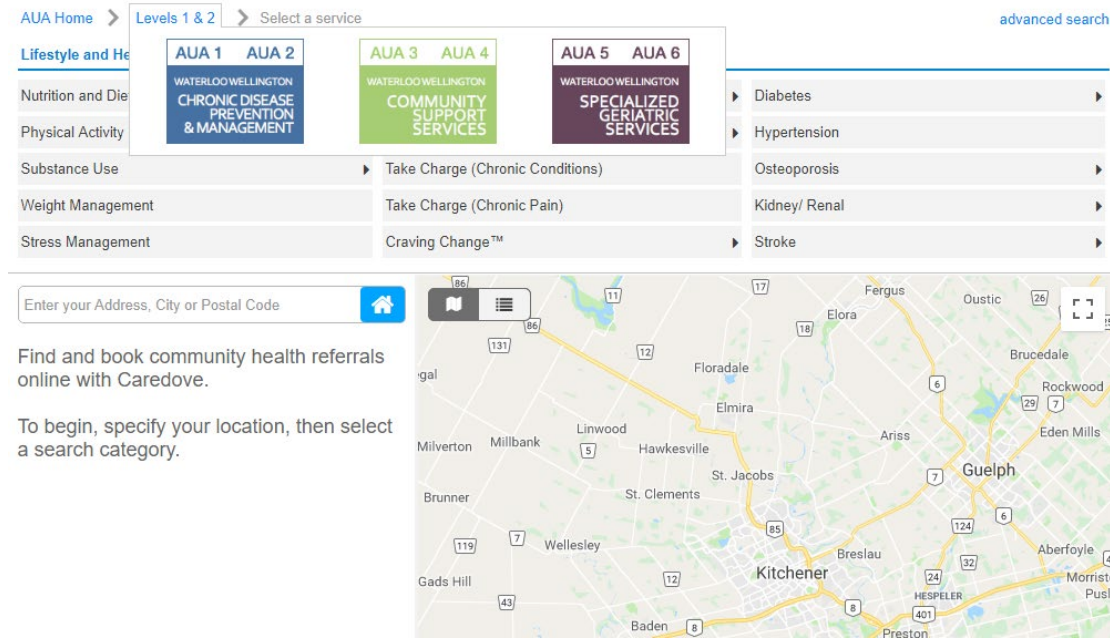 AUA Home
Levels 1 & 2
Select a service
advanced search
Lifestyle and He
AUA 1 AUA 2
WATERLOO WELLINGTON
CHRONIC DISEASE
PREVENTION
& MANAGEMENT
AUA 3 AUA 4
WATERLOO WELLINGTON
COMMUNITY
SUPPORT
SERVICES
AUA 5 AUA 6
WATERLOO WELLINGTON
SPECIALIZED
GERIATRIC
SERVICES
Nutrition and Die
Diabetes
Physical Activity
Hypertension
Substance Use
Take Charge (Chronic Conditions)
Osteoporosis
Weight Management
Take Charge (Chronic Pain)
Kidney/ Renal
Stress Management
Craving Change™
Stroke
Enter your Address, City or Postal Code
Find and book community health referrals
online with Caredove.
To begin, specify your location, then select
a search category.
86
11
17
Fergus
Oustic
26
Elora
86
18
131
12
Brucedale
egal
Floradale
6
Rockwood
29
7
Elmira
Linwood
Ariss
Eden Mills
Milverton
Millbank
5
Hawkesville
St. Jacobs
7
Guelph
Brunner
St. Clements
6
85
124
119
7
Wellesley
Breslau
Aberfoyle
32
4
Gads Hill
12
Kitchener
24
Morrist
HESPELER
Pusl
43
8
401
Baden
8
Preston